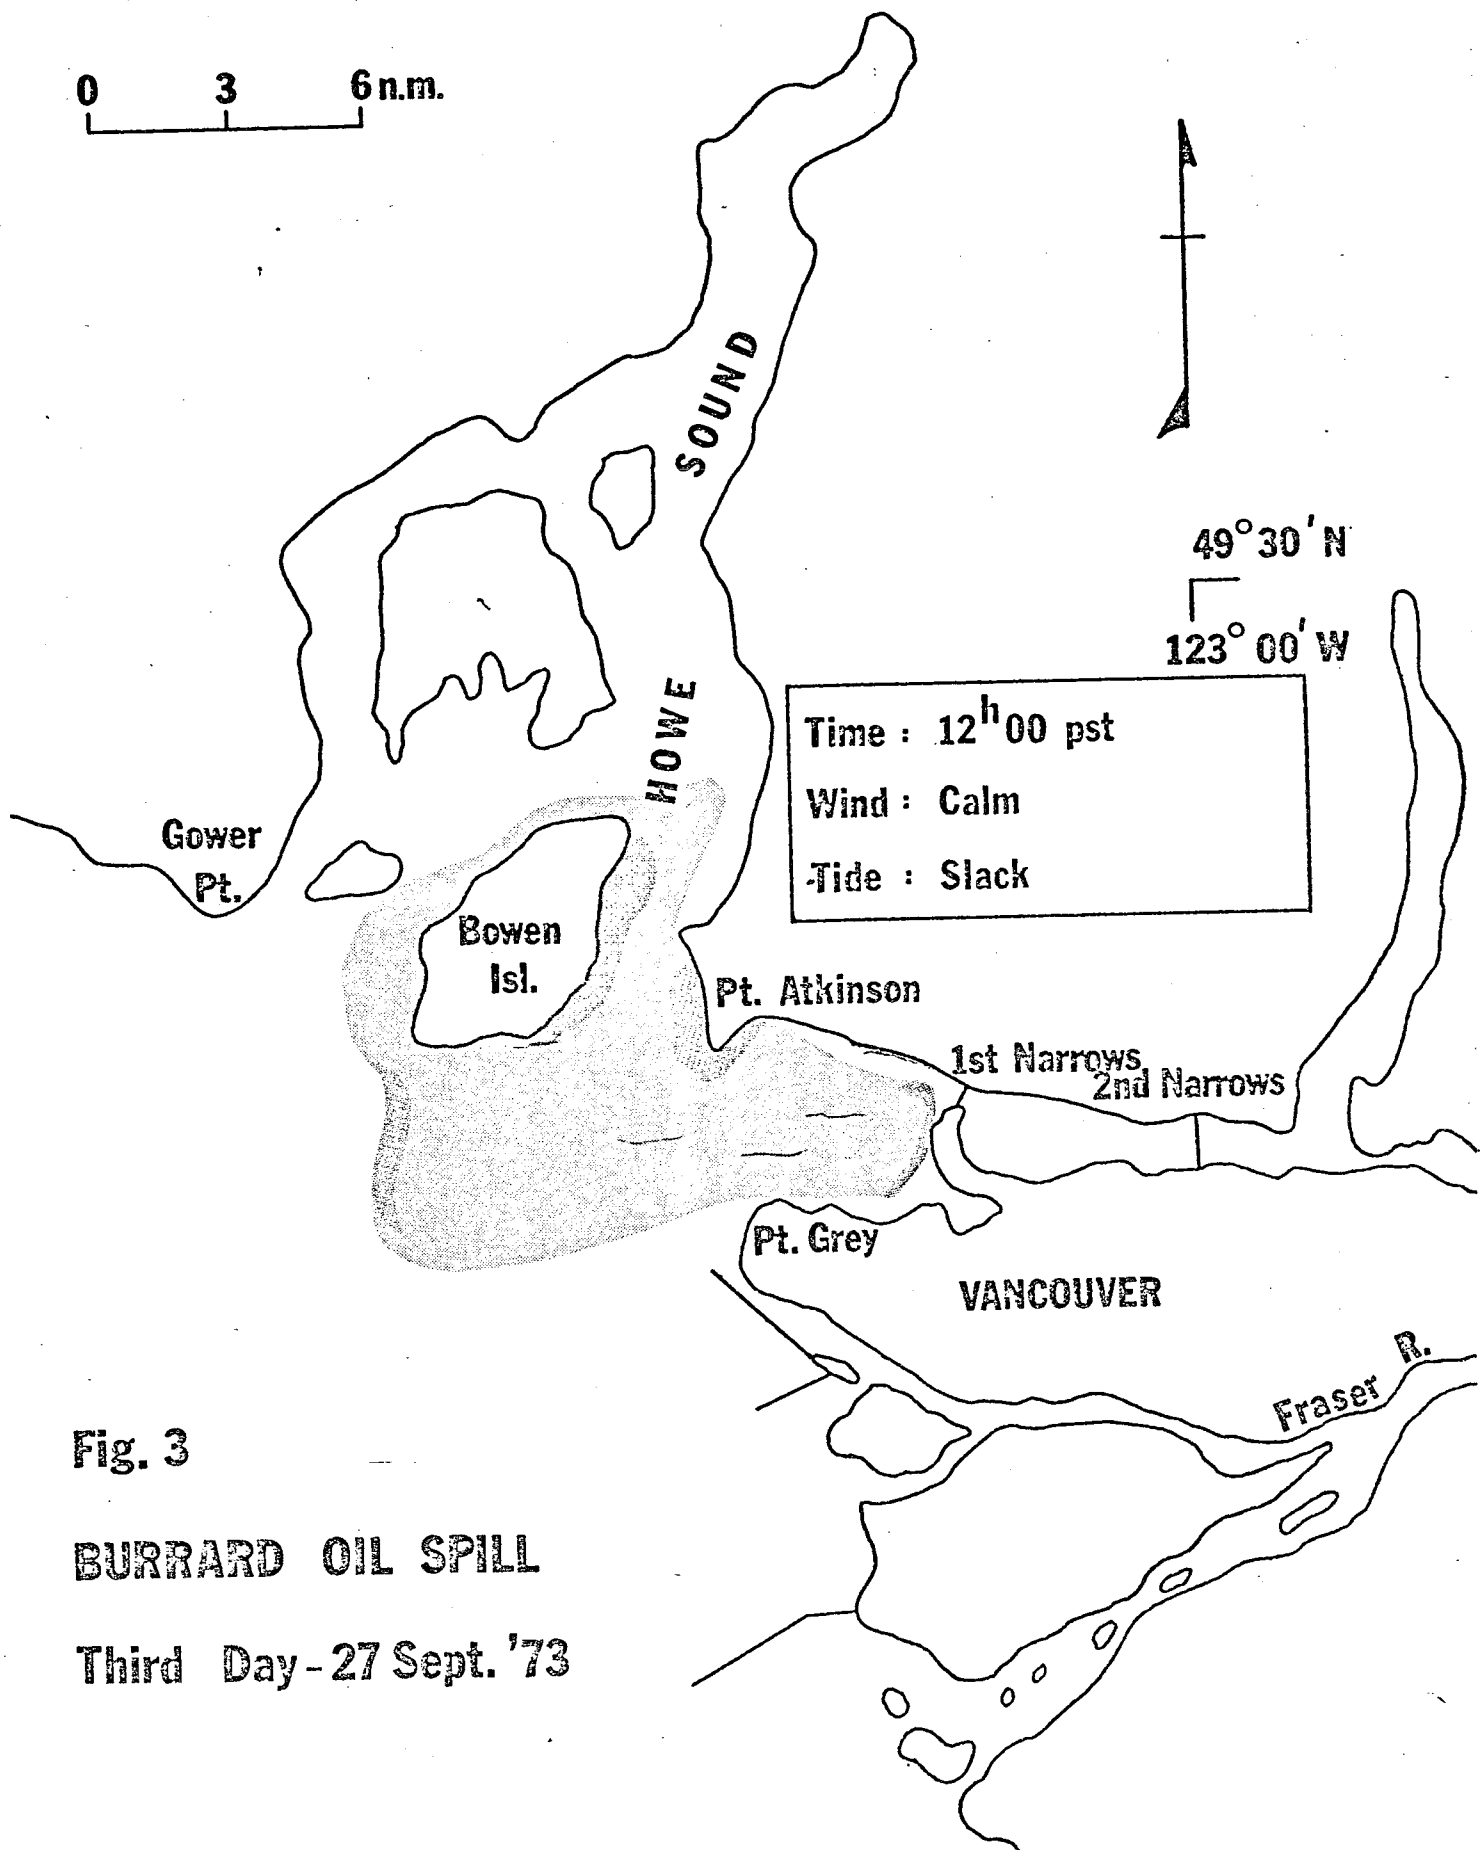 0 3 6 n.m.
SOUND
49° 30' N
123° 00' W
HOWE
Time : 12ʰ00 pst
Wind : Calm
Tide : Slack
Gower
Pt.
Bowen
Isl.
Pt. Atkinson
1st Narrows
2nd Narrows
Pt. Grey
VANCOUVER
Fraser R.
Fig. 3
BURRARD OIL SPILL
Third Day - 27 Sept. '73